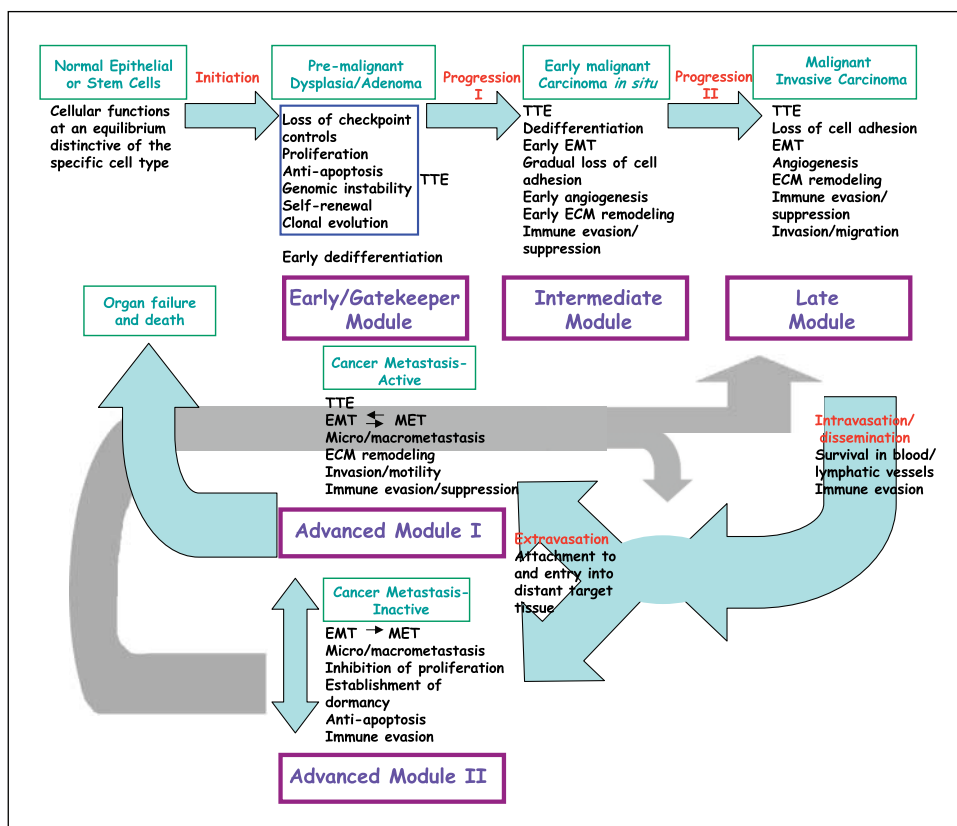 Normal Epithelial
or Stem Cells
Cellular functions
at an equilibrium
distinctive of the
specific cell type
Initiation
Pre-malignant
Dysplasia/Adenoma
Loss of checkpoint
controls
Proliferation
Anti-apoptosis
Genomic instability
Self-renewal
Clonal evolution
TTE
Early dedifferentiation
Progression
I
Early malignant
Carcinoma in situ
TTE
Dedifferentiation
Early EMT
Gradual loss of cell
adhesion
Early angiogenesis
Early ECM remodeling
Immune evasion/
suppression
Progression
II
Malignant
Invasive Carcinoma
TTE
Loss of cell adhesion
EMT
Angiogenesis
ECM remodeling
Immune evasion/
suppression
Invasion/migration
Early/Gatekeeper
Module
Intermediate
Module
Late
Module
Organ failure
and death
Cancer Metastasis-
Active
TTE
EMT MET
Micro/macrometastasis
ECM remodeling
Invasion/motility
Immune evasion/suppression
Advanced Module I
Intravasation/
dissemination
Survival in blood/
lymphatic vessels
Immune evasion
Extravasation
Attachment to
and entry into
distant target
tissue
Cancer Metastasis-
Inactive
EMT → MET
Micro/macrometastasis
Inhibition of proliferation
Establishment of
dormancy
Anti-apoptosis
Immune evasion
Advanced Module II